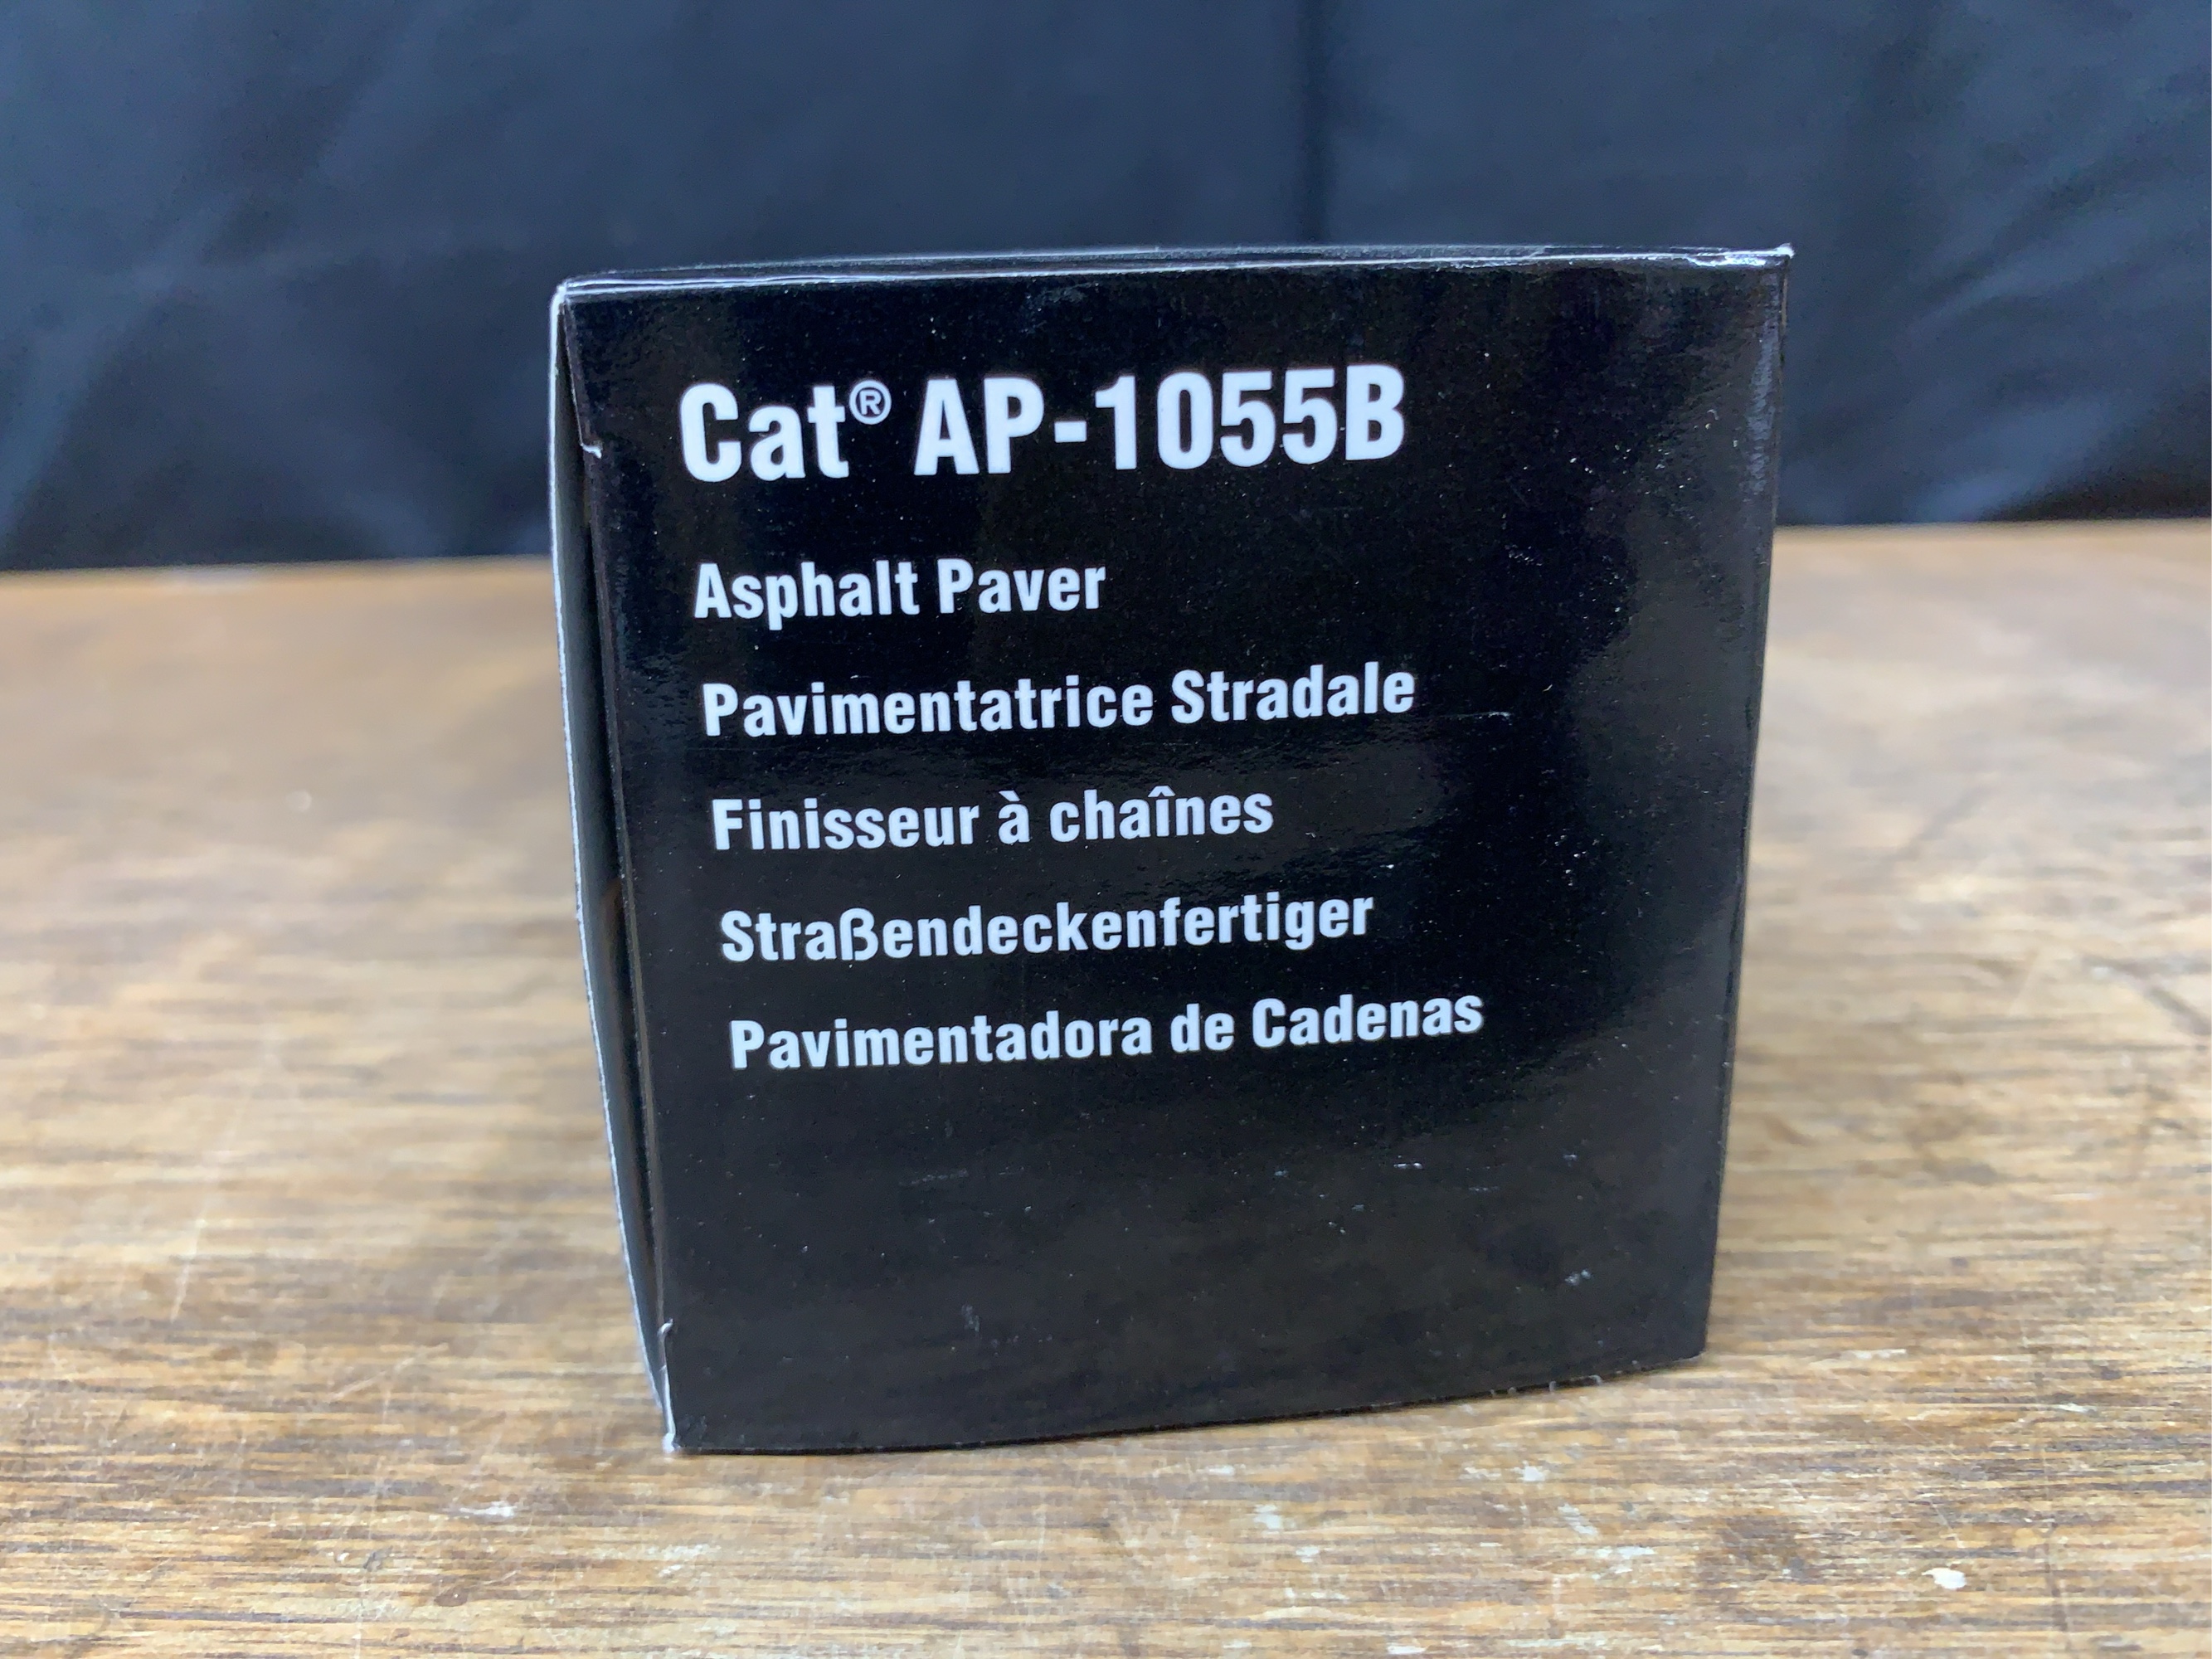 Cat® AP-1055B
Asphalt Paver
Pavimentatrice Stradale
Finisseur à chaînes
Straßendeckenfertiger
Pavimentadora de Cadenas